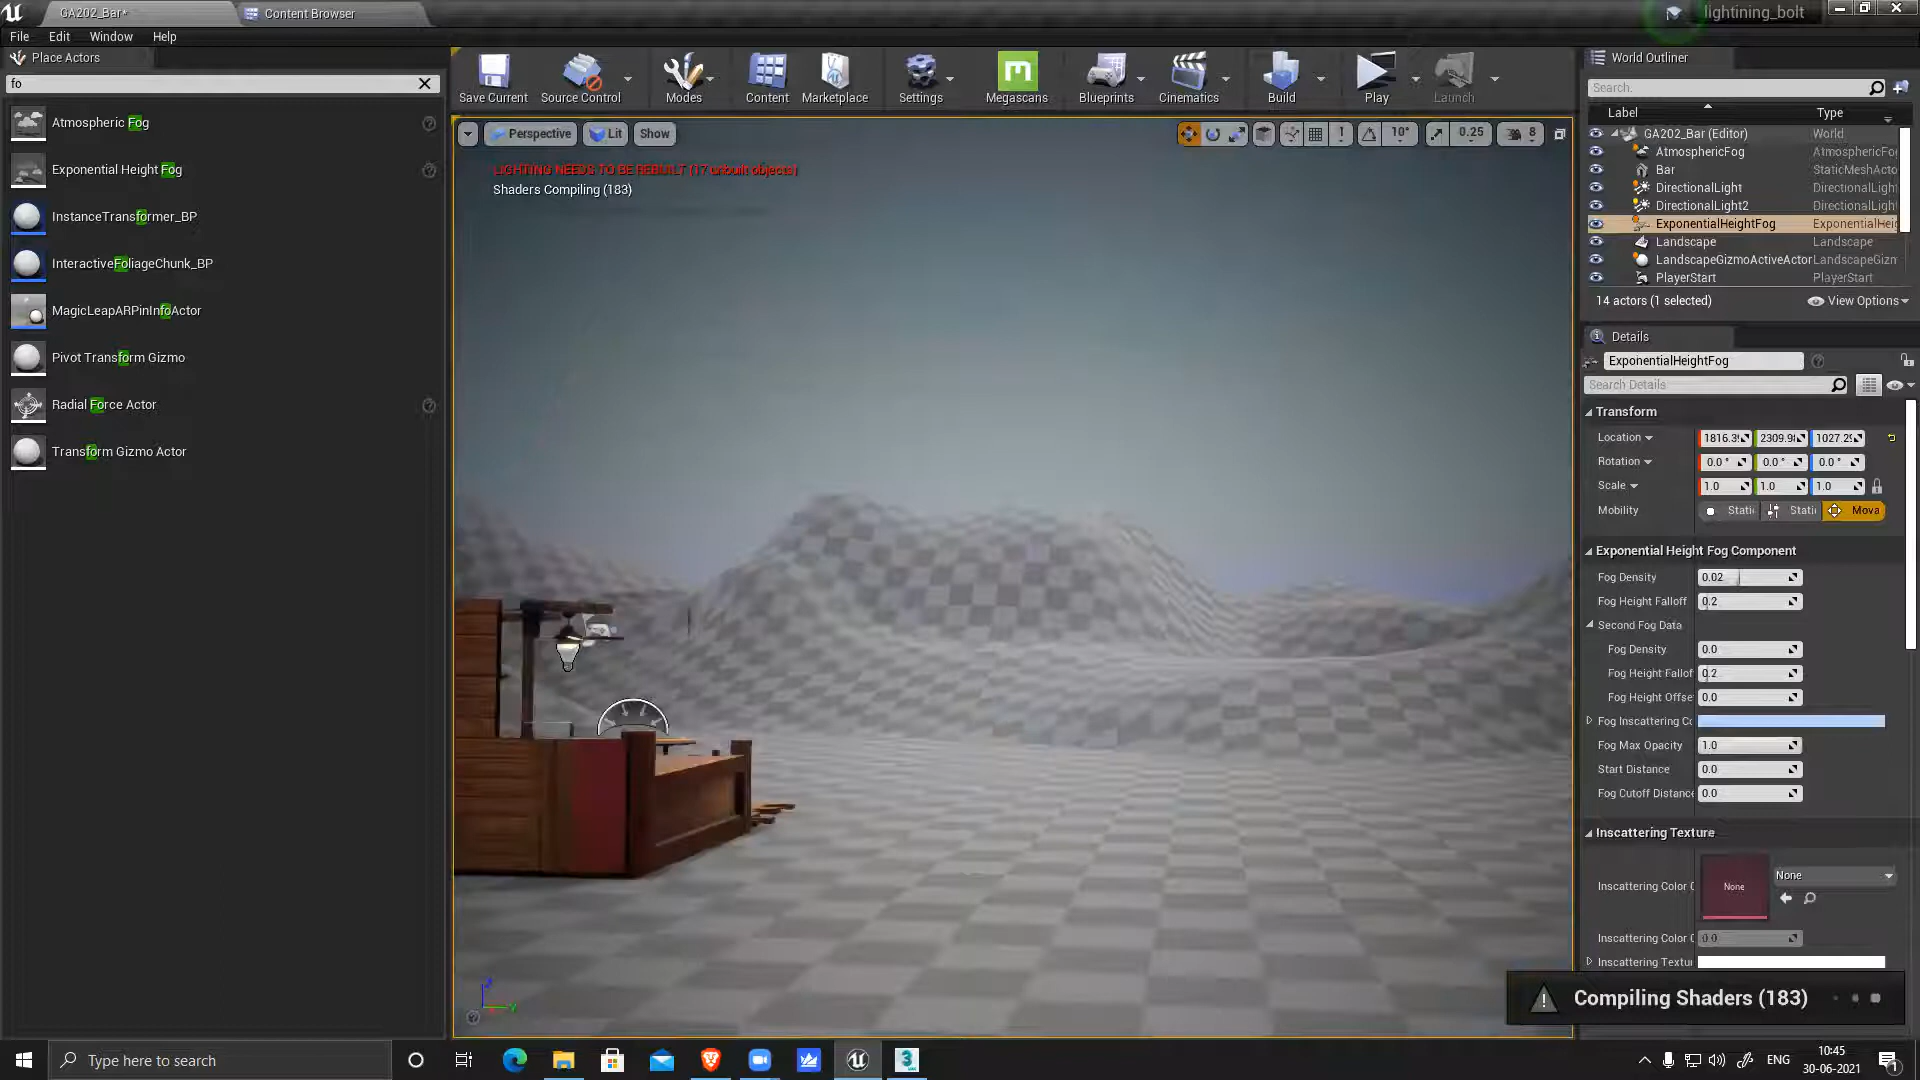 GA202_Bar*
Content Browser
lightining_bolt
File Edit Window Help
Place Actors
fo
Atmospheric Fog
Exponential Height Fog
InstanceTransformer_BP
InteractiveFoliageChunk_BP
MagicLeapARPinInfoActor
Pivot Transform Gizmo
Radial Force Actor
Transform Gizmo Actor
Save Current Source Control Modes Content Marketplace Settings Megascans Blueprints Cinematics Build Play Launch
Perspective Lit Show
1 10° 0.25 8
LIGHTING NEEDS TO BE REBUILT (17 unbuilt objects)
Shaders Compiling (183)
World Outliner
Search.
Label Type
GA202_Bar (Editor) World
AtmosphericFog AtmosphericFo
Bar StaticMeshActo
DirectionalLight DirectionalLight
DirectionalLight2 DirectionalLight
ExponentialHeightFog ExponentialHei
Landscape Landscape
LandscapeGizmoActiveActor LandscapeGizn
PlayerStart PlayerStart
14 actors (1 selected) View Options
Details
ExponentialHeightFog
Search Details
Transform
Location 1816.3 2309.9 1027.29
Rotation 0.0 ° 0.0 ° 0.0 °
Scale 1.0 1.0 1.0
Mobility Stati Stati Mova
Exponential Height Fog Component
Fog Density 0.02
Fog Height Falloff 0.2
Second Fog Data
Fog Density 0.0
Fog Height Fallof 0.2
Fog Height Offse 0.0
Fog Inscattering Co
Fog Max Opacity 1.0
Start Distance 0.0
Fog Cutoff Distance 0.0
Inscattering Texture
Inscattering Color C None None
Inscattering Color C 0.0
Inscattering Textu
Compiling Shaders (183)
Type here to search
ENG
10:45
30-06-2021
1